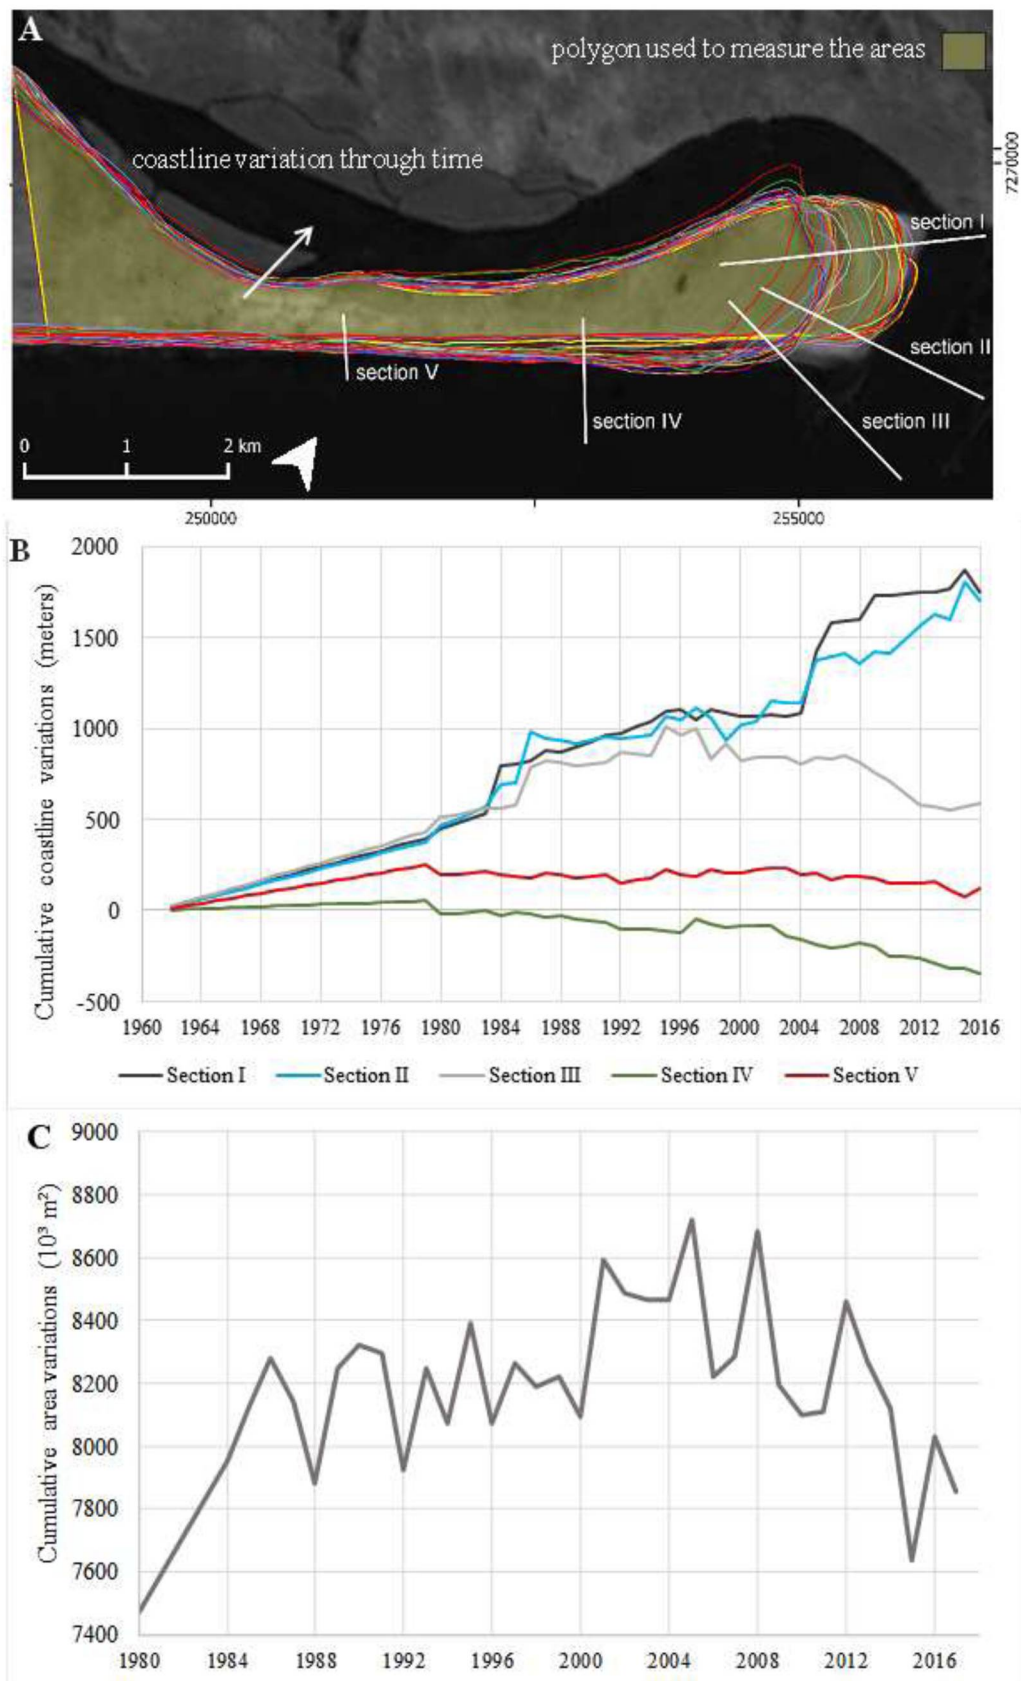 A
polygon used to measure the areas
coastline variation through time
7270000
section I
section II
section V
section IV
section III
0 1 2 km
250000 255000
B
Cumulative coastline variations (meters)
2000
1500
1000
500
0
-500
1960 1964 1968 1972 1976 1980 1984 1988 1992 1996 2000 2004 2008 2012 2016
Section I Section II Section III Section IV Section V
C
Cumulative area variations (10³ m²)
9000
8800
8600
8400
8200
8000
7800
7600
7400
1980 1984 1988 1992 1996 2000 2004 2008 2012 2016